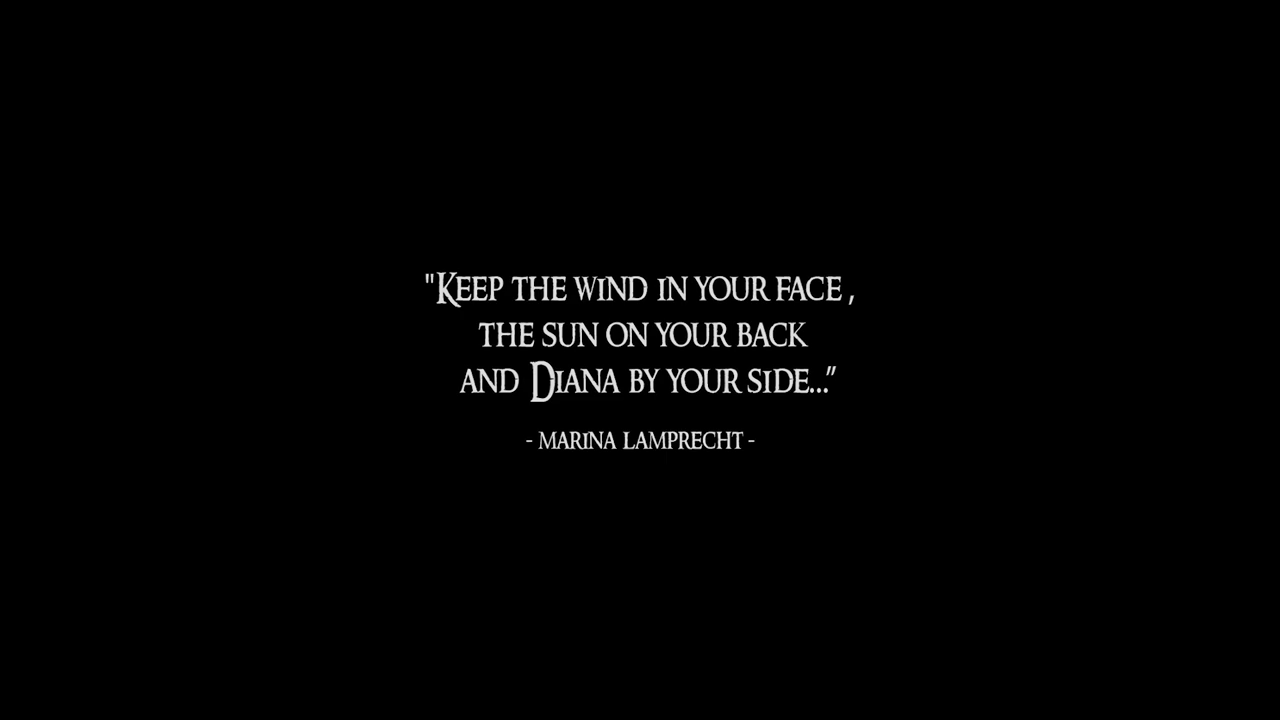 "Keep the wind in your face ,
the sun on your back
and Diana by your side...”
- Marina Lamprecht -